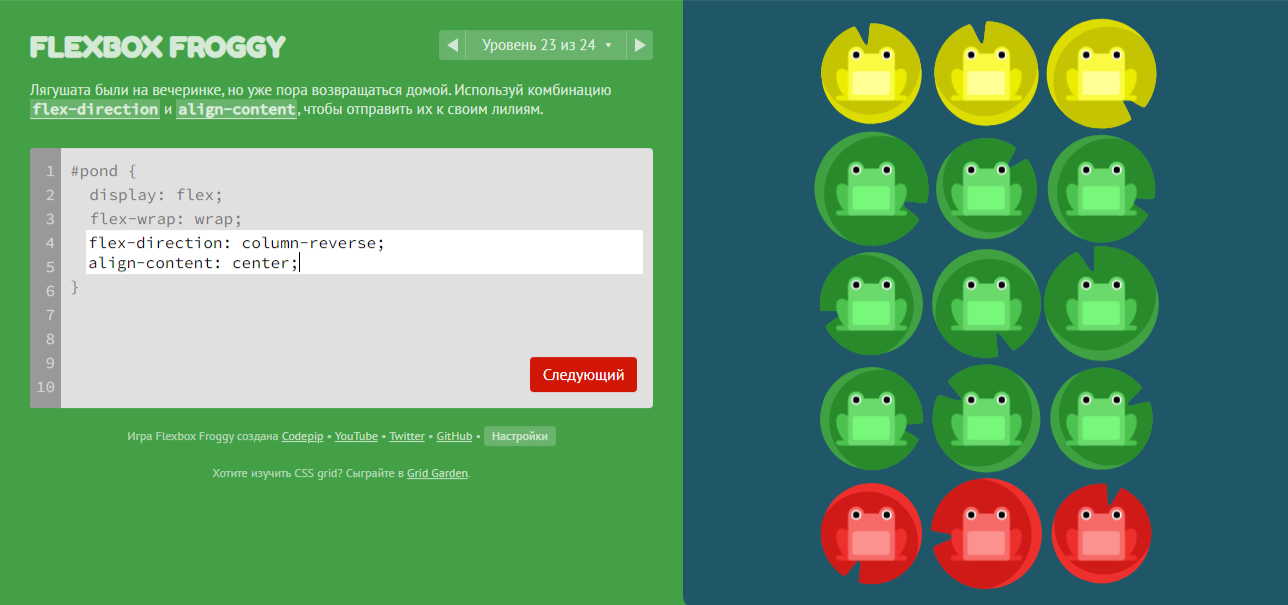 FLEXBOX FROGGY
Уровень 23 из 24
Лягушата были на вечеринке, но уже пора возвращаться домой. Используй комбинацию
flex-direction и align-content, чтобы отправить их к своим лилиям.
1 #pond {
2 display: flex;
3 flex-wrap: wrap;
4 flex-direction: column-reverse;
5 align-content: center;
6 }
7
8
9
10
Следующий
Игра Flexbox Froggy создана Codepip • YouTube • Twitter • GitHub • Настройки
Хотите изучить CSS grid? Сыграйте в Grid Garden.